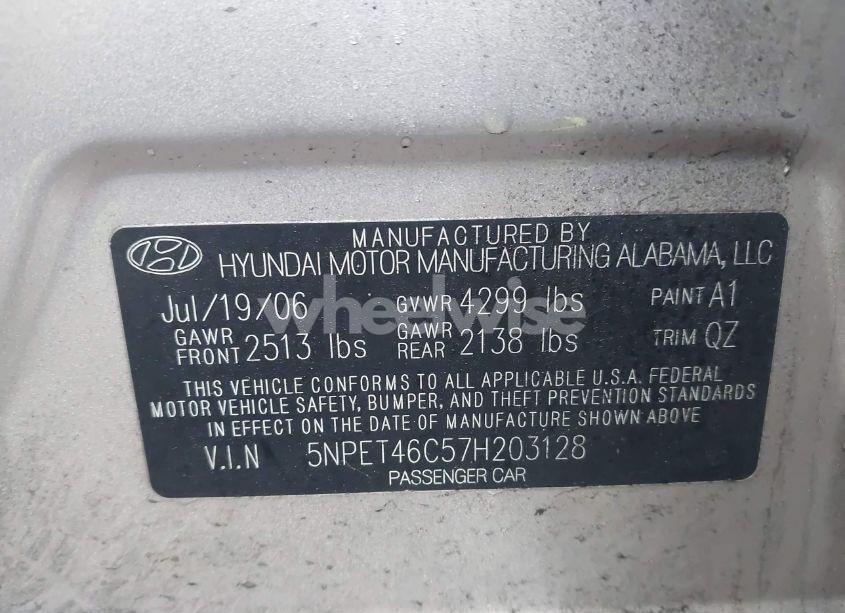 MANUFACTURED BY
HYUNDAI MOTOR MANUFACTURING ALABAMA, LLC
Jul/19/06 GVWR 4299 lbs PAINT A1
GAWR FRONT 2513 lbs GAWR REAR 2138 lbs TRIM QZ
THIS VEHICLE CONFORMS TO ALL APPLICABLE U.S.A. FEDERAL
MOTOR VEHICLE SAFETY, BUMPER, AND THEFT PREVENTION STANDARDS
IN EFFECT ON THE DATE OF MANUFACTURE SHOWN ABOVE
V.I.N 5NPET46C57H203128
PASSENGER CAR
wheelwise